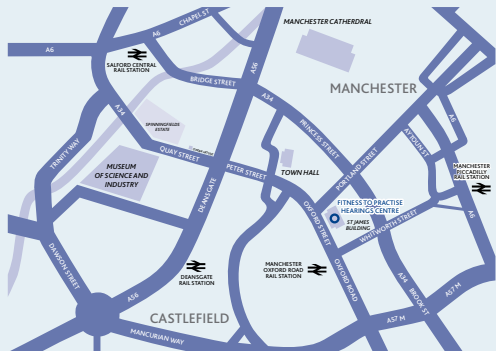 CHAPEL ST
A6
MANCHESTER CATHERDRAL
A6
SALFORD CENTRAL
RAIL STATION
A56
BRIDGE STREET
MANCHESTER
A34
A34
SPINNINGFIELDS
ESTATE
PRINCESS STREET
A6
AYTOUN ST
TRINITY WAY
QUAY STREET
PETER STREET
TOWN HALL
PORTLAND STREET
MUSEUM
OF SCIENCE AND
INDUSTRY
MANCHESTER
PICCADILLY
RAIL STATION
DEANSGATE
OXFORD STREET
FITNESS TO PRACTISE
HEARINGS CENTRE
ST JAMES
BUILDING
A6
WHITWORTH STREET
DAWSON STREET
DEANSGATE
RAIL STATION
MANCHESTER
OXFORD ROAD
RAIL STATION
OXFORD ROAD
A34
BROOK ST
A57 M
A56
CASTLEFIELD
A57 M
MANCURIAN WAY